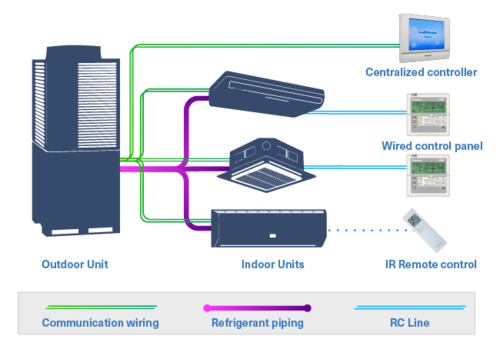 Centralized controller
Wired control panel
Outdoor Unit
Indoor Units
IR Remote control
Communication wiring
Refrigerant piping
RC Line